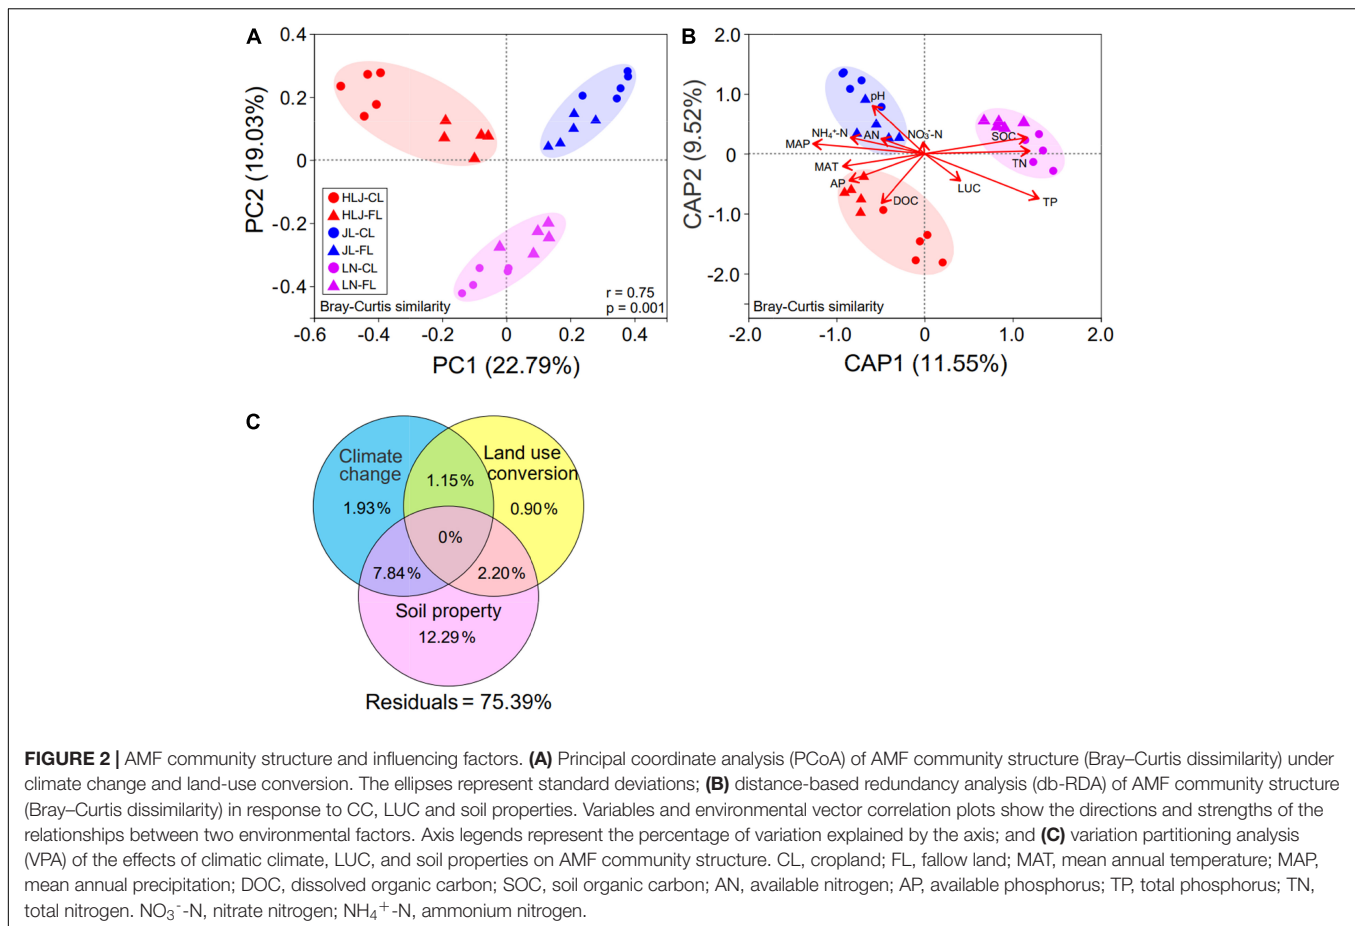 A
0.4
0.2
0
-0.2
-0.4
PC2 (19.03%)
HLJ-CL
HLJ-FL
JL-CL
JL-FL
LN-CL
LN-FL
Bray-Curtis similarity
r = 0.75
p = 0.001
-0.6
-0.4
-0.2
0
0.2
0.4
PC1 (22.79%)
B
2.0
1.0
0
-1.0
-2.0
CAP2 (9.52%)
pH
NH₄⁺-N
AN
NO₃⁻-N
SOC
MAP
MAT
TN
AP
LUC
DOC
TP
Bray-Curtis similarity
-2.0
-1.0
0
1.0
2.0
CAP1 (11.55%)
C
Climate
change
1.93%
1.15%
Land use
conversion
0.90%
0%
7.84%
2.20%
Soil property
12.29%
Residuals = 75.39%
FIGURE 2 | AMF community structure and influencing factors. (A) Principal coordinate analysis (PCoA) of AMF community structure (Bray–Curtis dissimilarity) under
climate change and land-use conversion. The ellipses represent standard deviations; (B) distance-based redundancy analysis (db-RDA) of AMF community structure
(Bray–Curtis dissimilarity) in response to CC, LUC and soil properties. Variables and environmental vector correlation plots show the directions and strengths of the
relationships between two environmental factors. Axis legends represent the percentage of variation explained by the axis; and (C) variation partitioning analysis
(VPA) of the effects of climatic climate, LUC, and soil properties on AMF community structure. CL, cropland; FL, fallow land; MAT, mean annual temperature; MAP,
mean annual precipitation; DOC, dissolved organic carbon; SOC, soil organic carbon; AN, available nitrogen; AP, available phosphorus; TP, total phosphorus; TN,
total nitrogen. NO₃⁻-N, nitrate nitrogen; NH₄⁺-N, ammonium nitrogen.